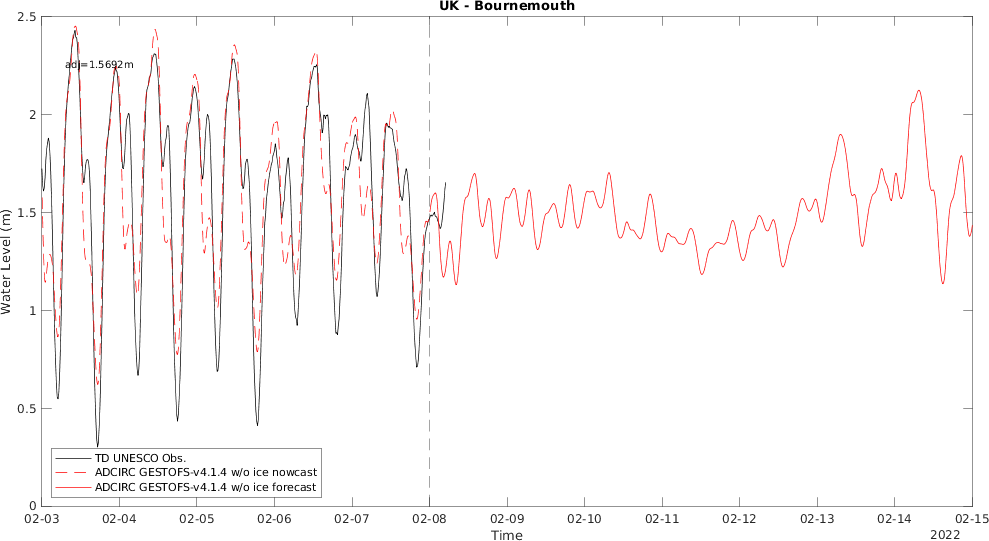 UK - Bournemouth
2.5
2
1.5
1
0.5
0
Water Level (m)
adj=1.5692m
TD UNESCO Obs.
ADCIRC GESTOFS-v4.1.4 w/o ice nowcast
ADCIRC GESTOFS-v4.1.4 w/o ice forecast
02-03 02-04 02-05 02-06 02-07 02-08 02-09 02-10 02-11 02-12 02-13 02-14 02-15
Time
2022